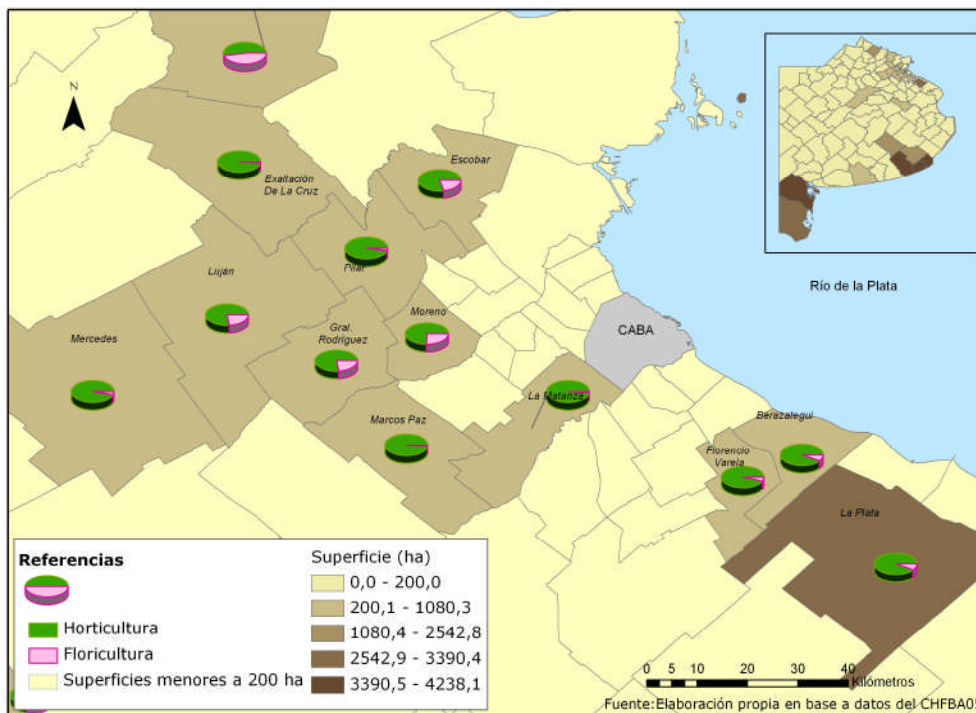 N
Escobar
Exaltación
De La Cruz
Río de la Plata
Pilar
Luján
Moreno
Gral.
Rodríguez
CABA
Mercedes
La Matanza
Marcos Paz
Berazategui
Florencio
Varela
La Plata
Referencias
Horticultura
Floricultura
Superficies menores a 200 ha
Superficie (ha)
0,0 - 200,0
200,1 - 1080,3
1080,4 - 2542,8
2542,9 - 3390,4
3390,5 - 4238,1
0 5 10 20 30 40
Kilómetros
Fuente:Elaboración propia en base a datos del CHFBA05